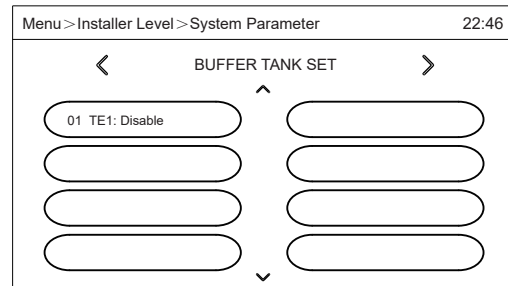 Menu＞Installer Level＞System Parameter 22:46
BUFFER TANK SET
01 TE1: Disable